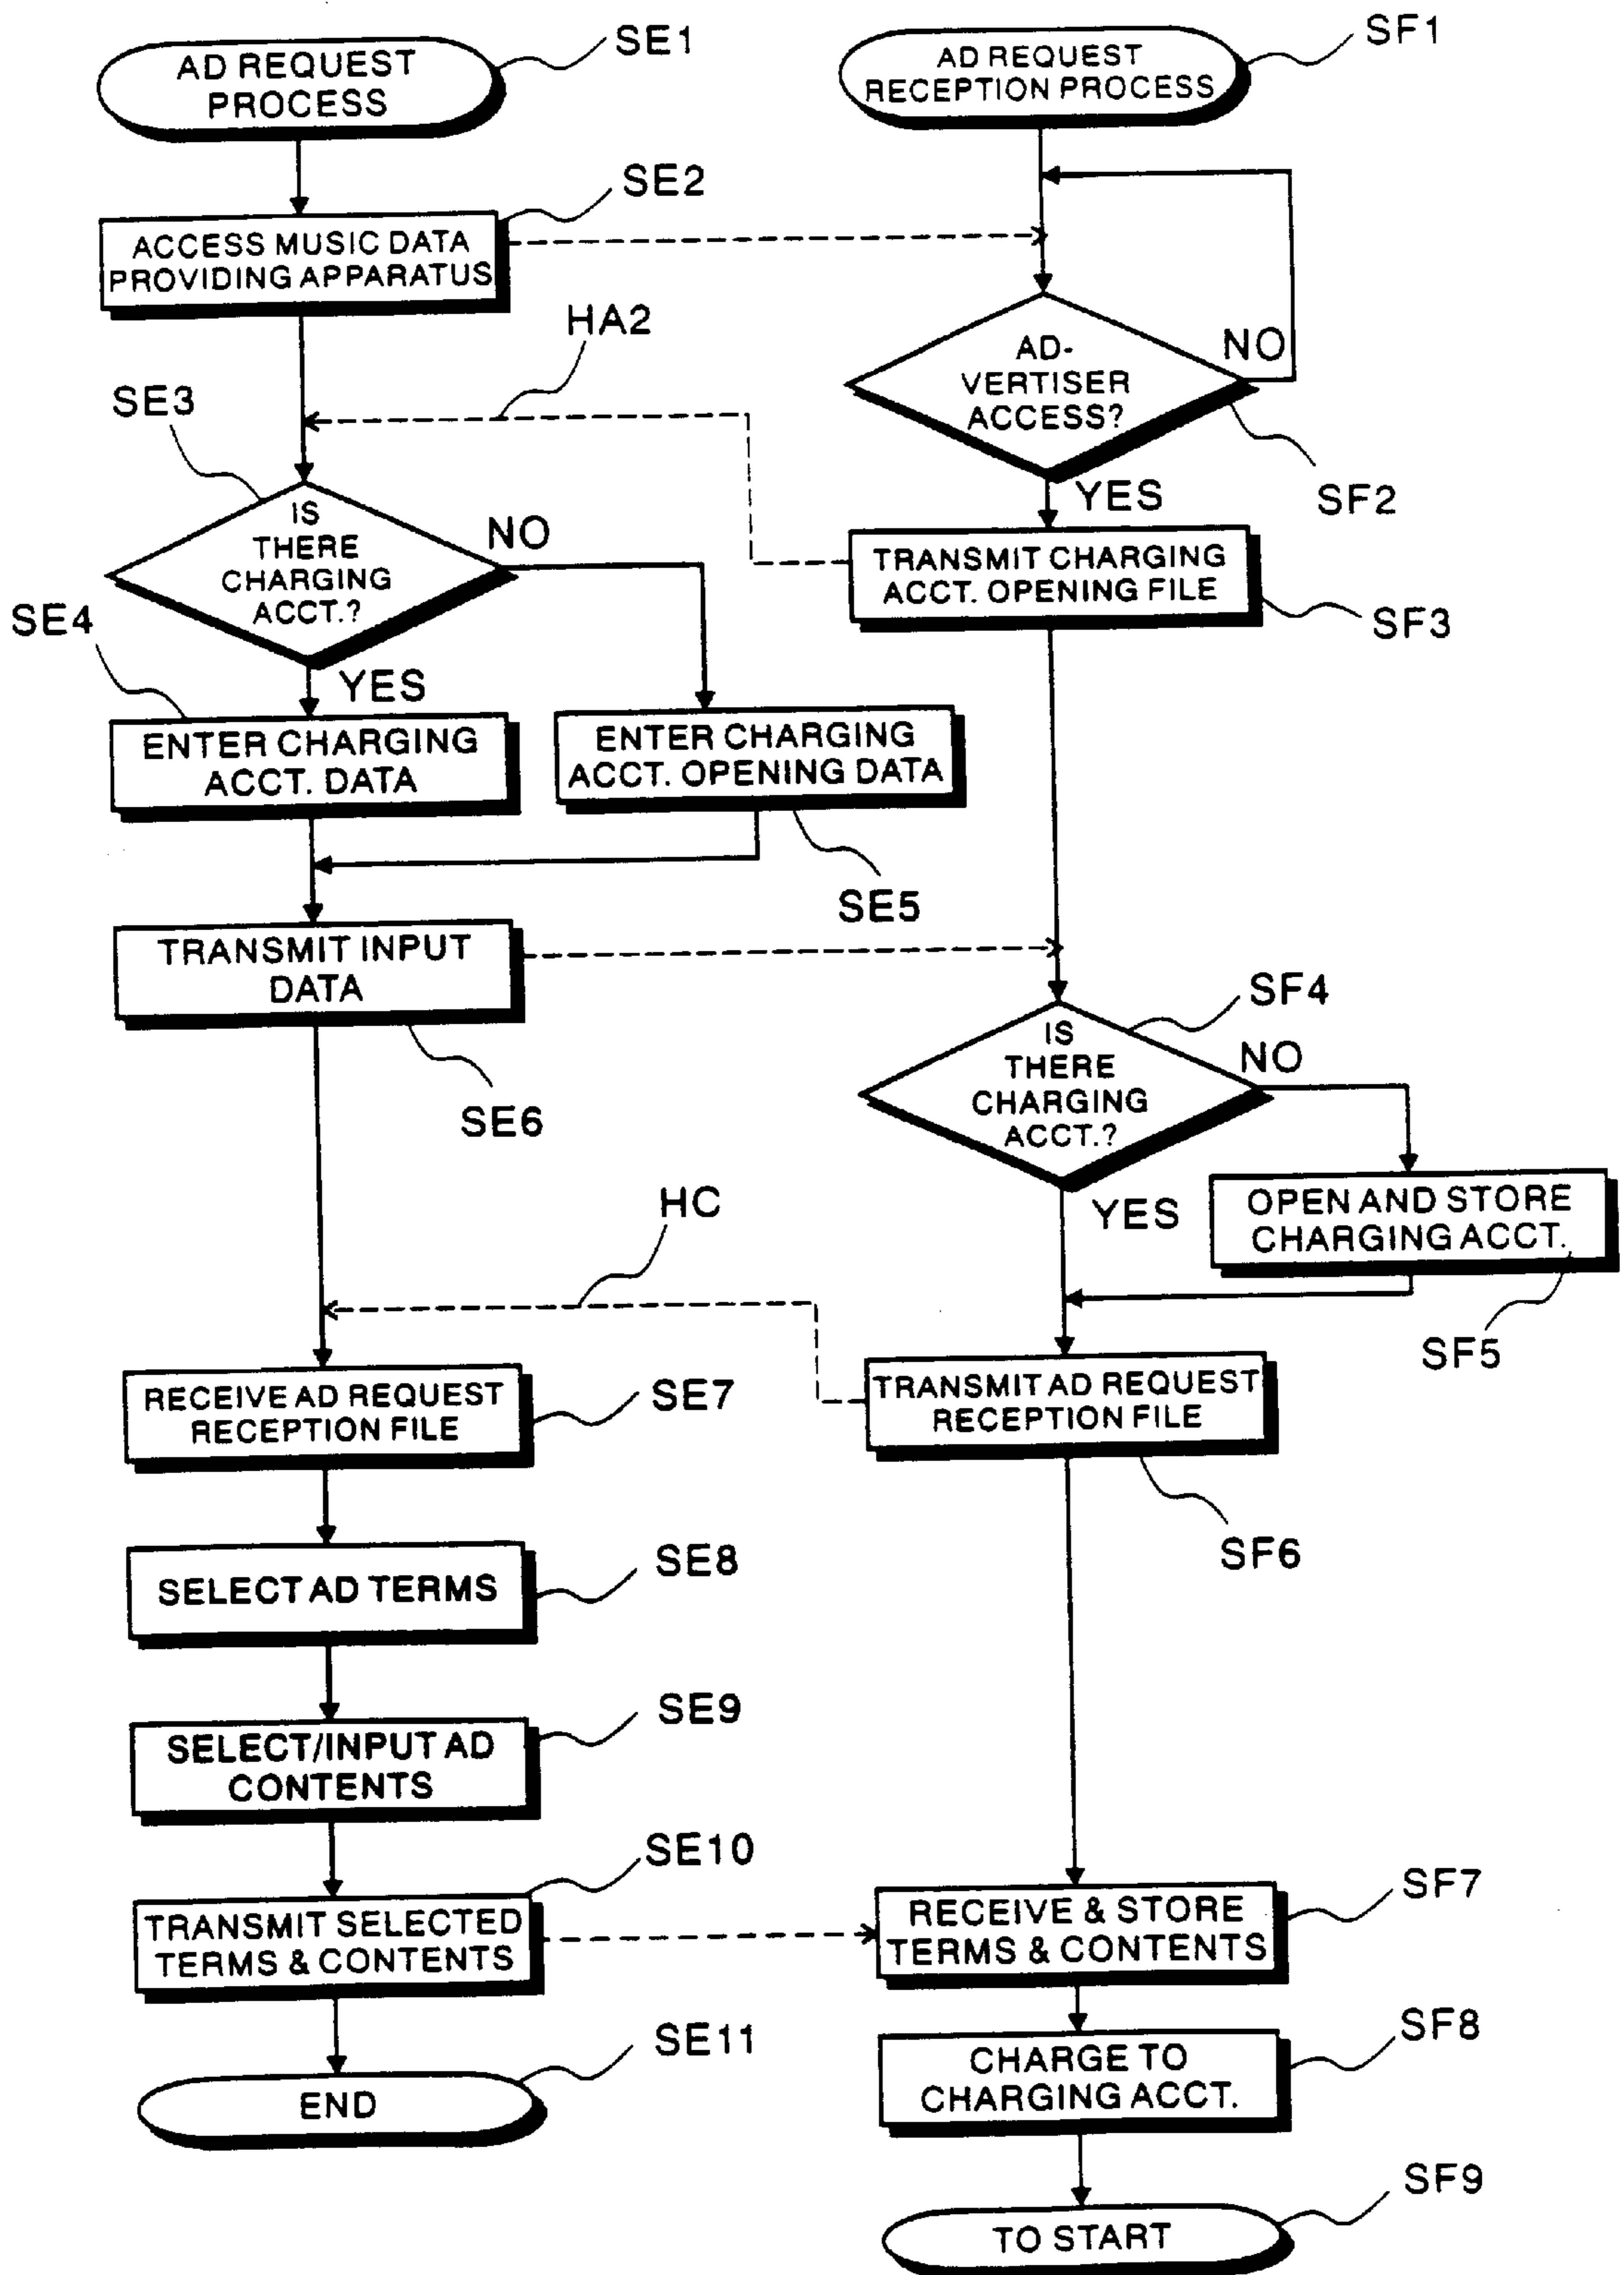 SE1
AD REQUEST
PROCESS
SF1
AD REQUEST
RECEPTION PROCESS
SE2
ACCESS MUSIC DATA
PROVIDING APPARATUS
HA2
AD-
VERTISER
ACCESS?
NO
YES
SF2
SE3
IS
THERE
CHARGING
ACCT.?
NO
YES
TRANSMIT CHARGING
ACCT. OPENING FILE
SF3
SE4
ENTER CHARGING
ACCT. DATA
ENTER CHARGING
ACCT. OPENING DATA
SE5
TRANSMIT INPUT
DATA
SE6
SF4
IS
THERE
CHARGING
ACCT.?
NO
YES
OPEN AND STORE
CHARGING ACCT.
SF5
HC
TRANSMIT AD REQUEST
RECEPTION FILE
SF6
RECEIVE AD REQUEST
RECEPTION FILE
SE7
SELECT AD TERMS
SE8
SELECT/INPUT AD
CONTENTS
SE9
SE10
TRANSMIT SELECTED
TERMS & CONTENTS
RECEIVE & STORE
TERMS & CONTENTS
SF7
SE11
END
CHARGE TO
CHARGING ACCT.
SF8
TO START
SF9